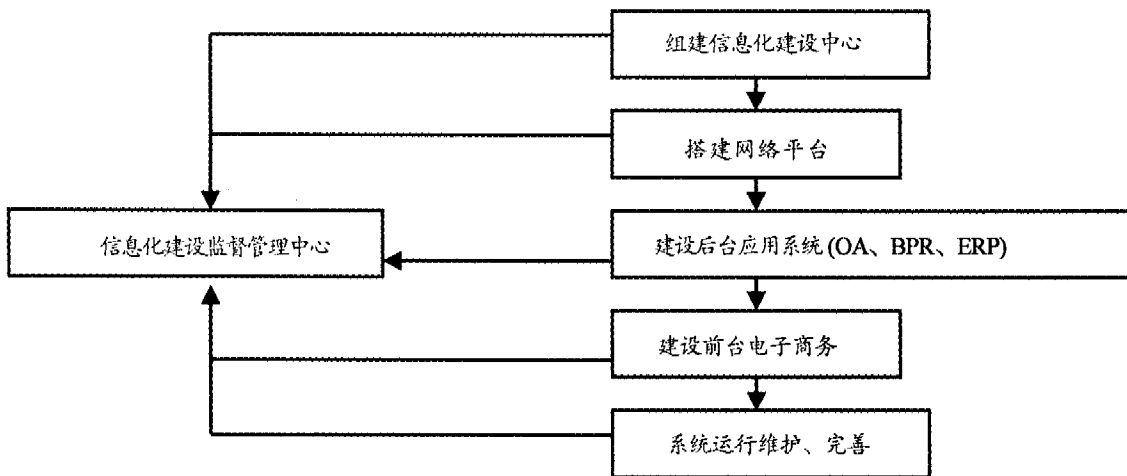 组建信息化建设中心
搭建网络平台
信息化建设监督管理中心
建设后台应用系统(OA、BPR、ERP)
建设前台电子商务
系统运行维护、完善